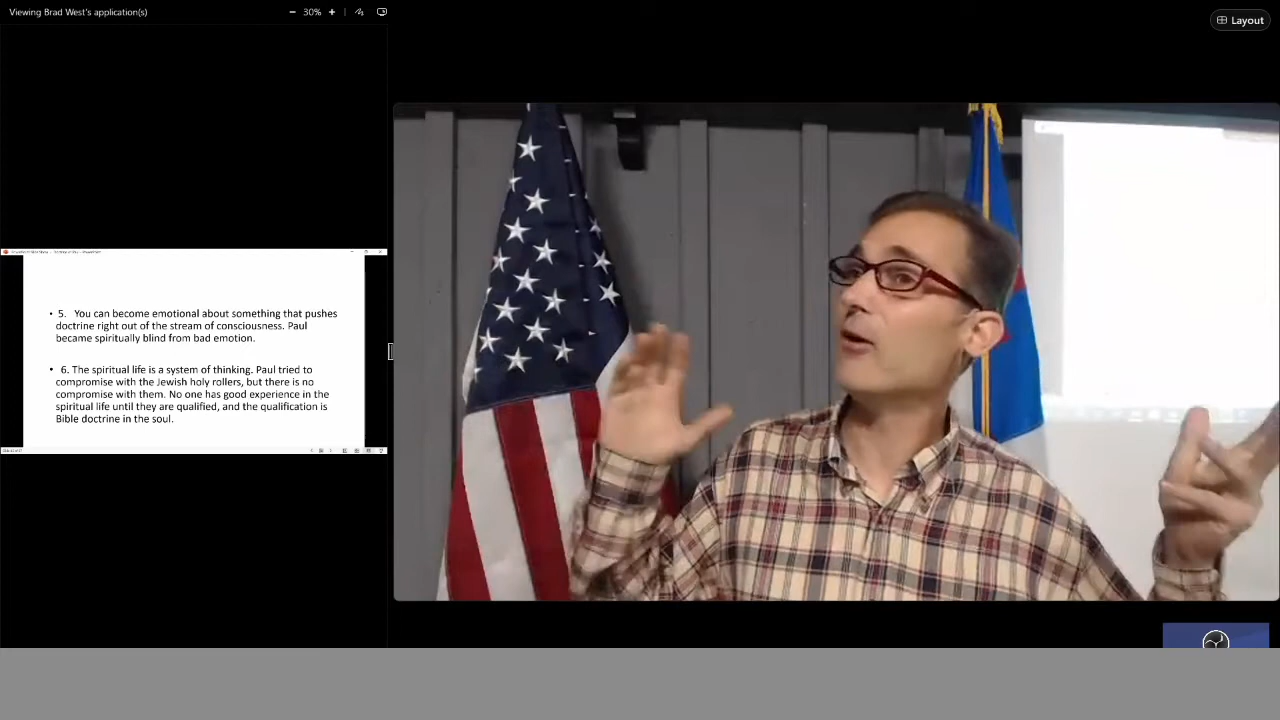 Viewing Brad West's application(s)
30%
Layout
• 5. You can become emotional about something that pushes
doctrine right out of the stream of consciousness. Paul
became spiritually blind from bad emotion.
• 6. The spiritual life is a system of thinking. Paul tried to
compromise with the Jewish holy rollers, but there is no
compromise with them. No one has good experience in the
spiritual life until they are qualified, and the qualification is
Bible doctrine in the soul.